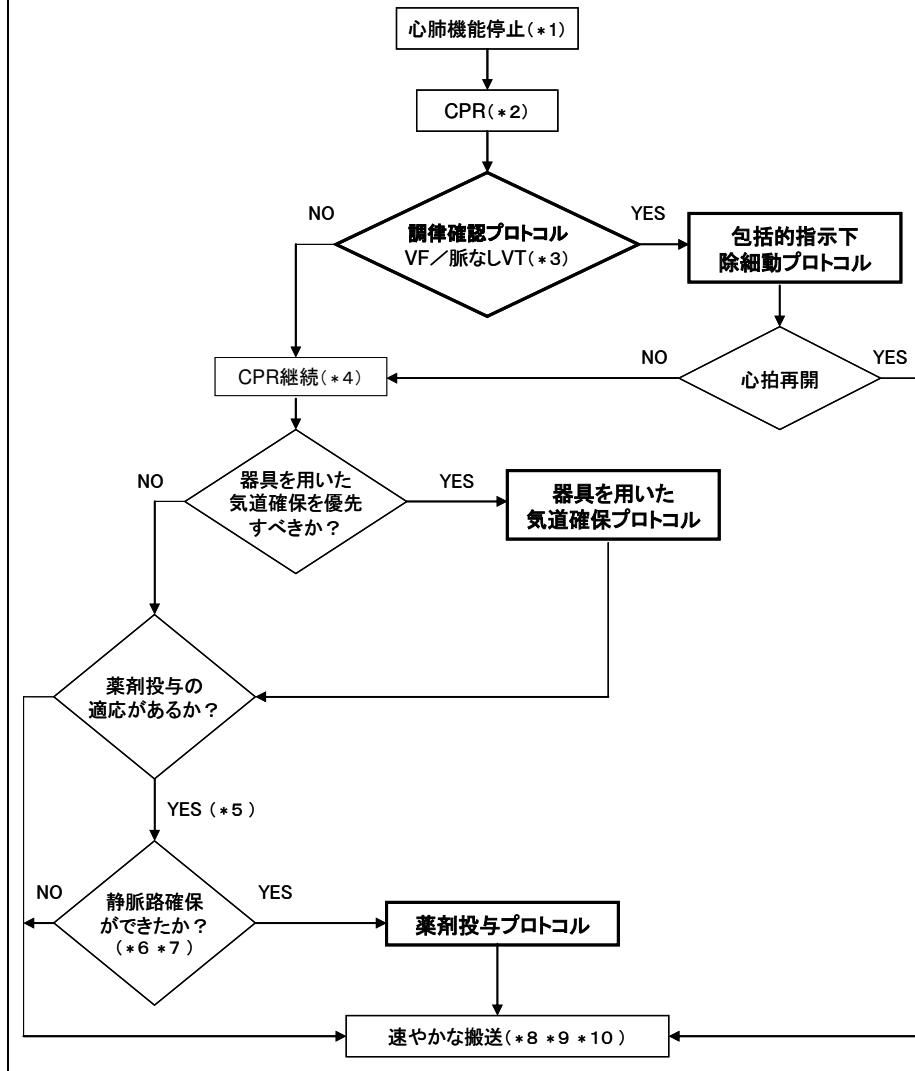 心肺機能停止(*1)
CPR(*2)
NO
YES
調律確認プロトコル
VF/脈なしVT(*3)
包括的指示下
除細動プロトコル
NO
YES
心拍再開
CPR継続(*4)
NO
YES
器具を用いた
気道確保を優先
すべきか?
器具を用いた
気道確保プロトコル
薬剤投与の
適応があるか?
YES(*5)
NO
YES
静脈路確保
ができたか?
(*6 *7)
薬剤投与プロトコル
速やかな搬送(*8 *9 *10)